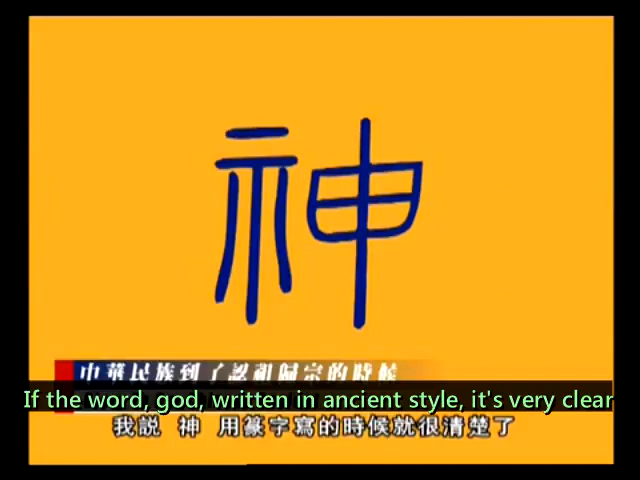 神
中華民族到了認祖歸宗的時候
If the word, god, written in ancient style, it's very clear
我説 神 用篆字寫的時候就很清楚了